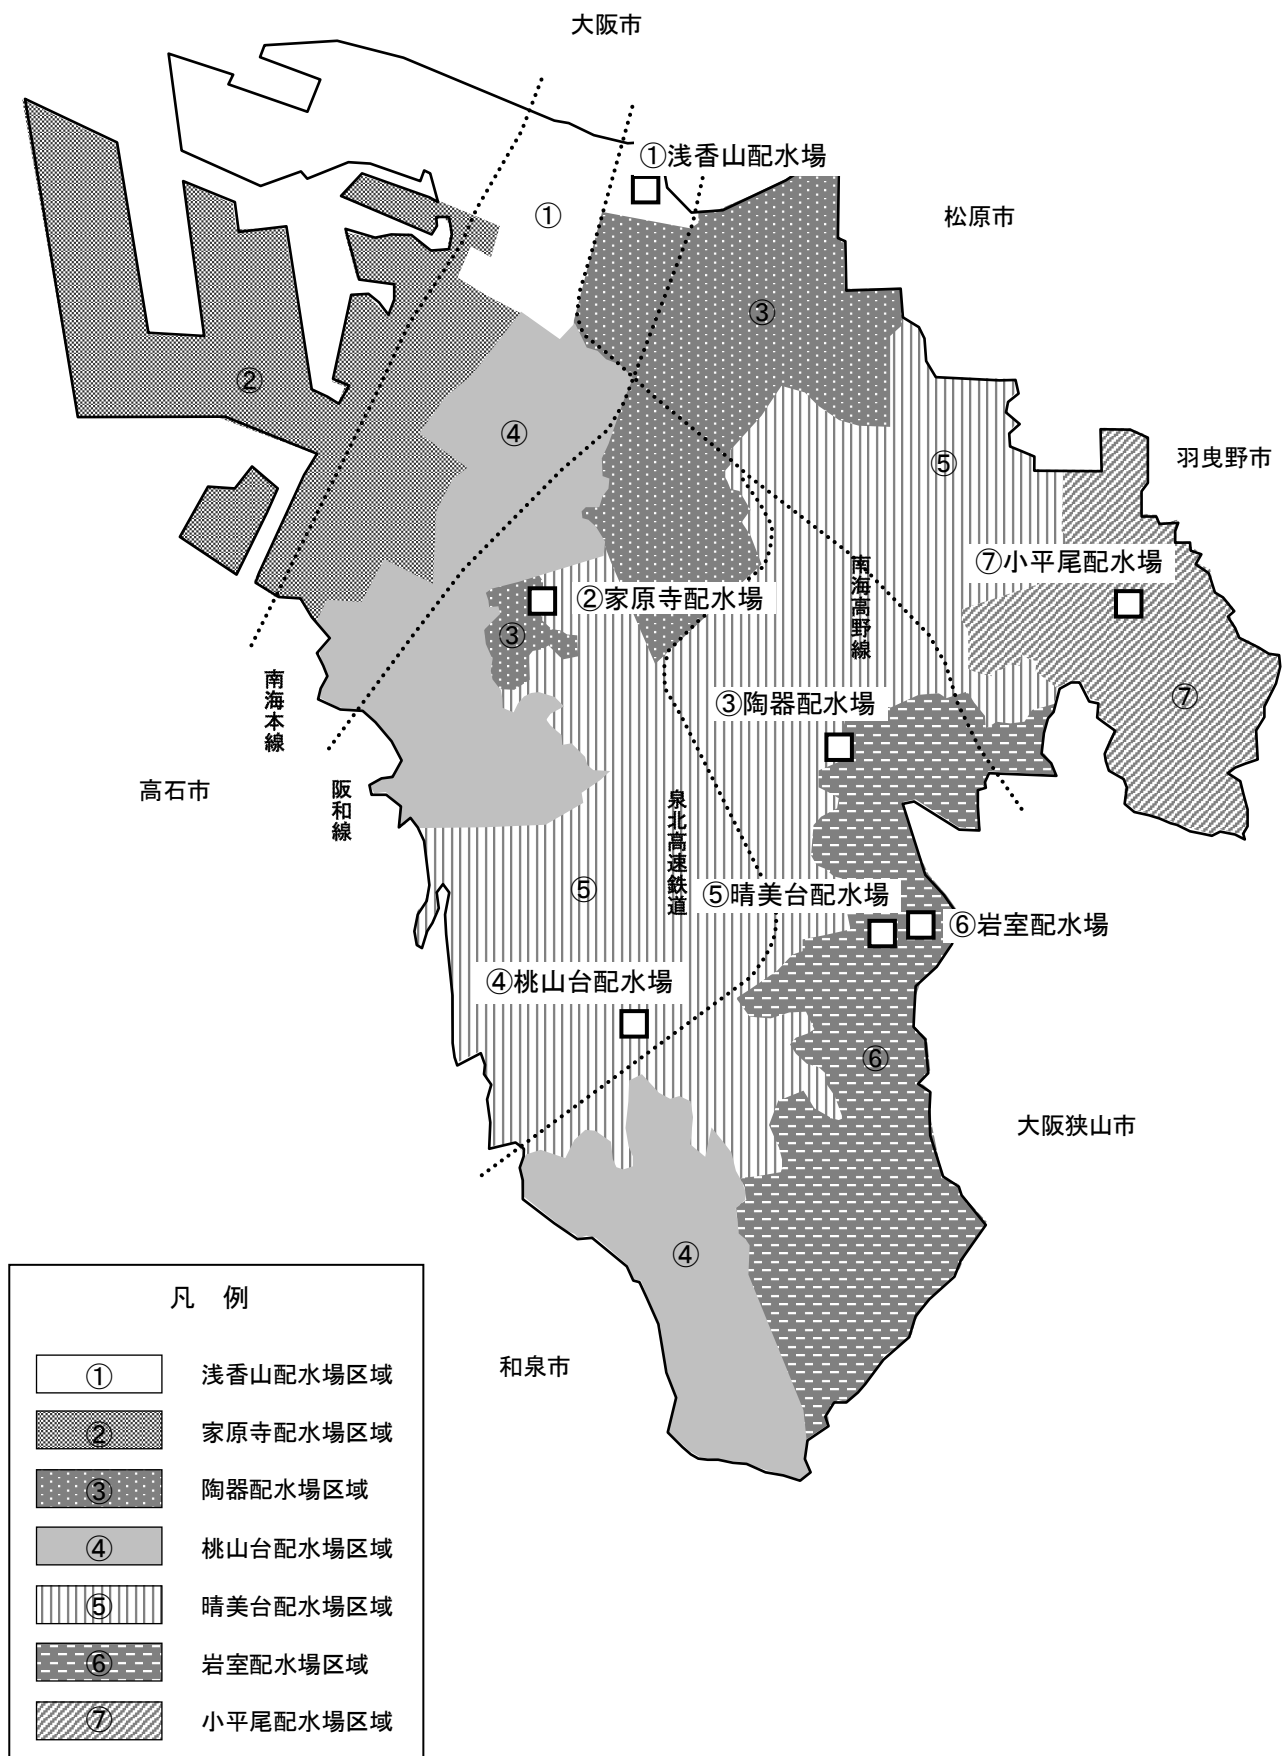 大阪市
①浅香山配水場
①
松原市
③
②
④
⑤
羽曳野市
⑦小平尾配水場
南海高野線
②家原寺配水場
③
南海本線
⑦
③陶器配水場
高石市
阪和線
泉北高速鉄道
⑤
⑤晴美台配水場
⑥岩室配水場
④桃山台配水場
⑥
大阪狭山市
④
和泉市
凡 例
① 浅香山配水場区域
② 家原寺配水場区域
③ 陶器配水場区域
④ 桃山台配水場区域
⑤ 晴美台配水場区域
⑥ 岩室配水場区域
⑦ 小平尾配水場区域